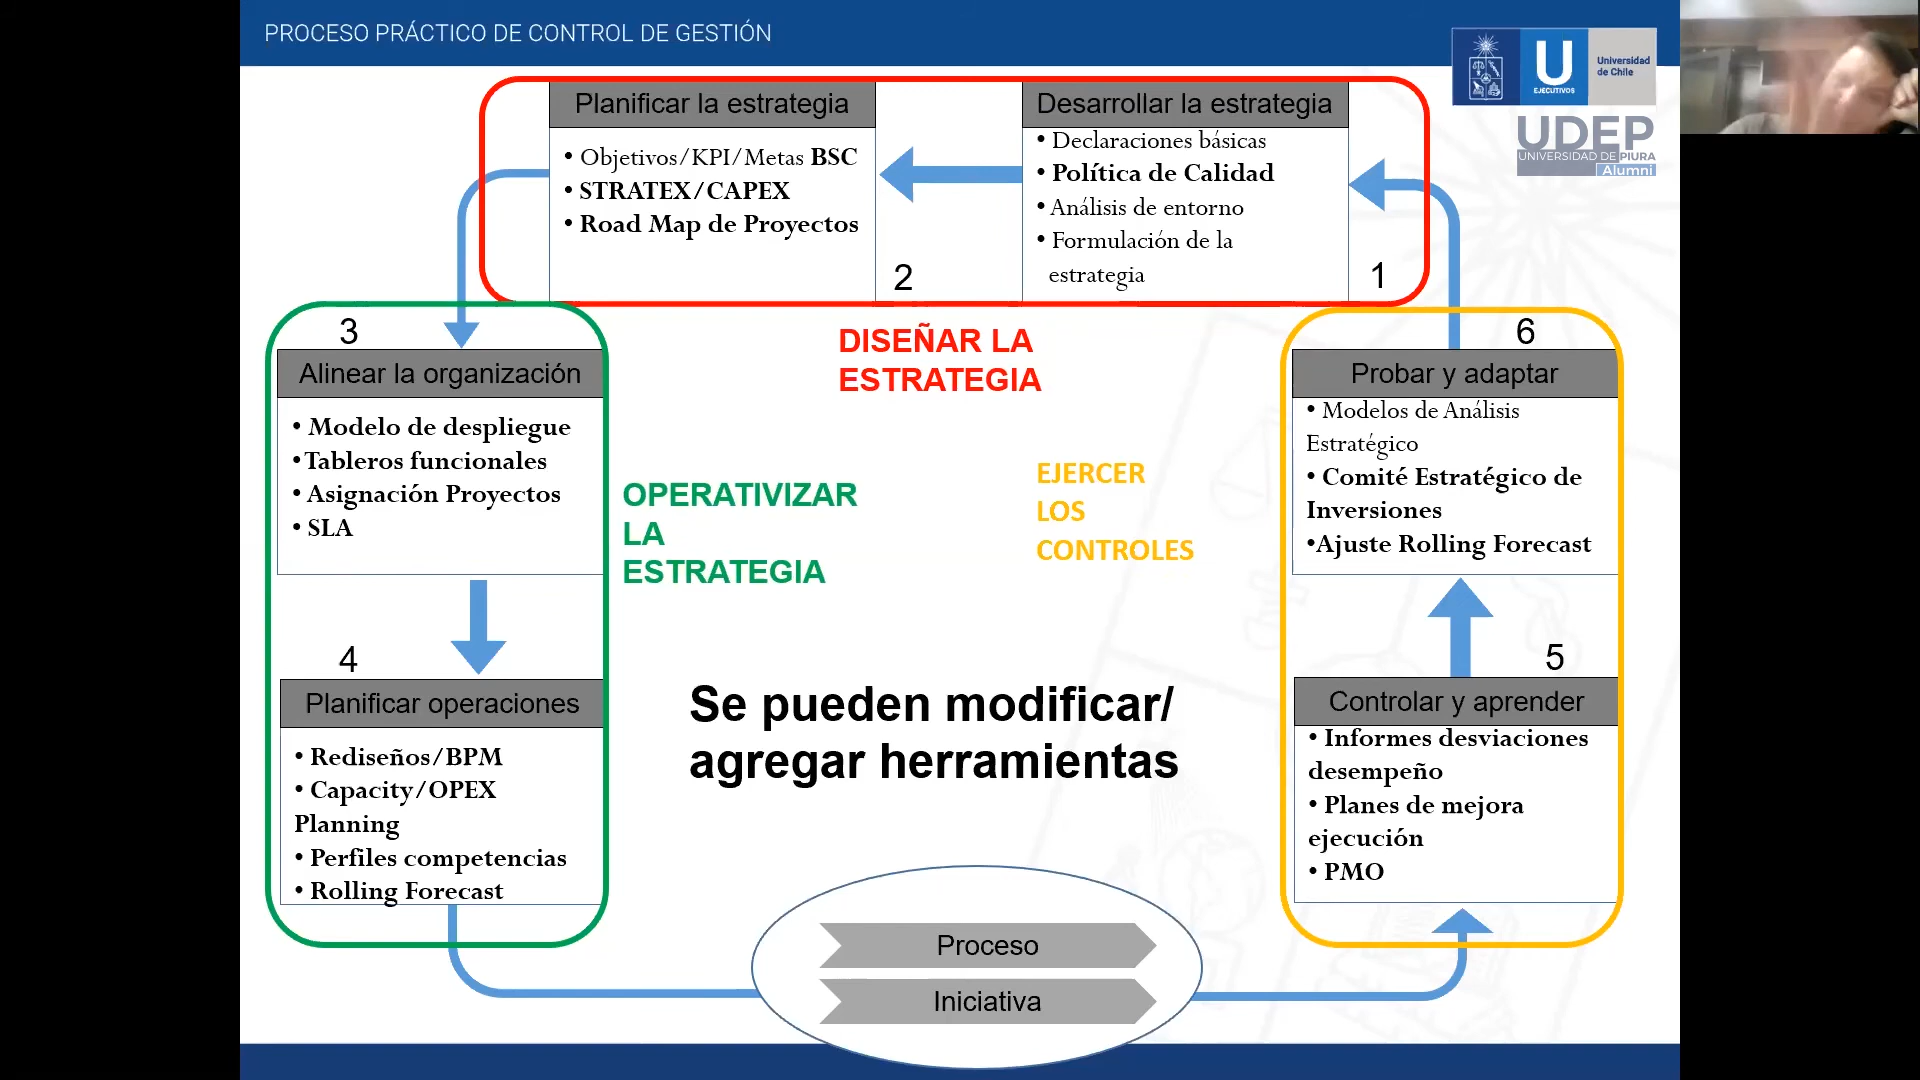 PROCESO PRÁCTICO DE CONTROL DE GESTIÓN
U
EJECUTIVOS
Universidad
de Chile
UDEP
UNIVERSIDAD DE PIURA
Alumni
Planificar la estrategia
• Objetivos/KPI/Metas BSC
• STRATEX/CAPEX
• Road Map de Proyectos
2
Desarrollar la estrategia
• Declaraciones básicas
• Política de Calidad
• Análisis de entorno
• Formulación de la
estrategia
1
DISEÑAR LA
ESTRATEGIA
3
Alinear la organización
• Modelo de despliegue
•Tableros funcionales
• Asignación Proyectos
• SLA
OPERATIVIZAR
LA
ESTRATEGIA
EJERCER
LOS
CONTROLES
6
Probar y adaptar
• Modelos de Análisis
Estratégico
• Comité Estratégico de
Inversiones
•Ajuste Rolling Forecast
4
Planificar operaciones
• Rediseños/BPM
• Capacity/OPEX
Planning
• Perfiles competencias
• Rolling Forecast
Se pueden modificar/
agregar herramientas
5
Controlar y aprender
• Informes desviaciones
desempeño
• Planes de mejora
ejecución
• PMO
Proceso
Iniciativa